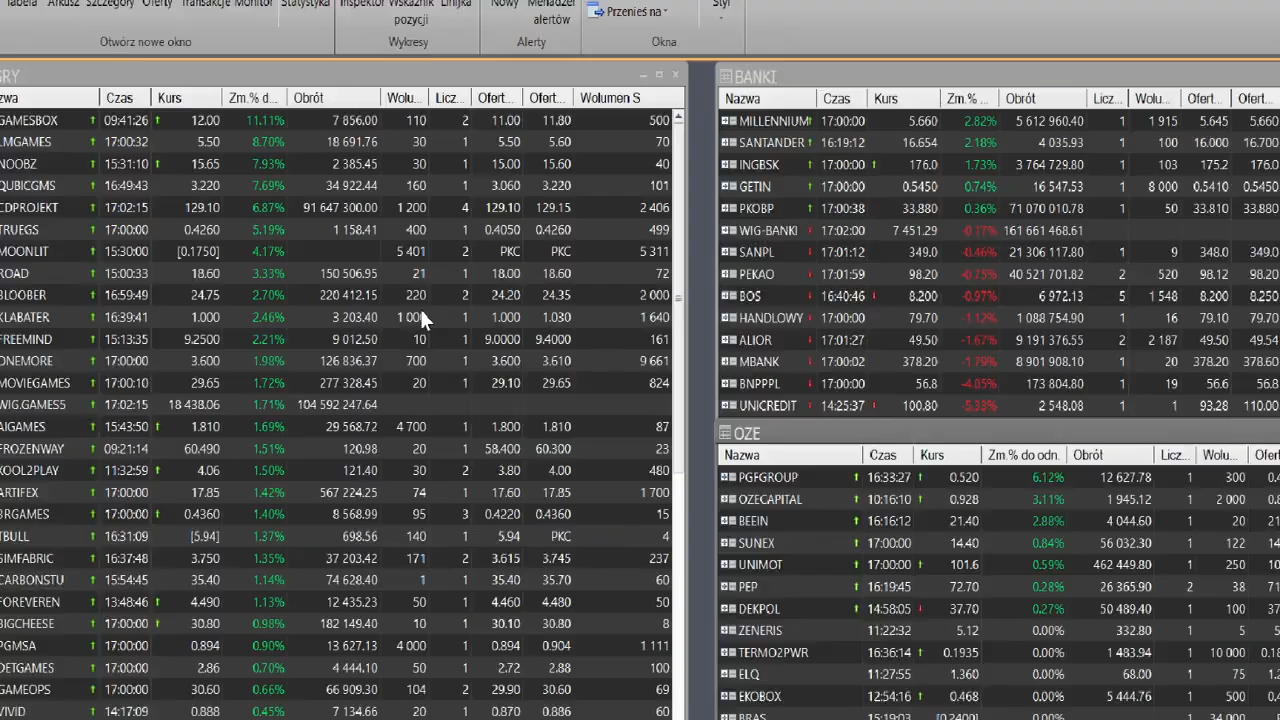 Tabela Arkusz Szczegóły Oferty Transakcje Monitor Statystyka Inspektor Wskaźnik Linijka Nowy Menadżer Przenieś na Styl
pozycji alertów
Otwórz nowe okno Wykresy Alerty Okna
GRY
Czas Kurs Zm.% d... Obrót Wolu... Licz... Ofert... Ofert... Wolumen S
GAMESBOX 09:41:26 12.00 11.11% 7 856.00 110 2 11.00 11.80 500
LMGAMES 17:00:32 5.50 8.70% 18 691.76 30 1 5.50 5.60 70
NOOBZ 15:31:10 15.65 7.93% 2 385.45 30 1 15.00 15.60 40
QUBICGMS 16:49:43 3.220 7.69% 34 922.44 160 1 3.060 3.220 101
CDPROJEKT 17:02:15 129.10 6.87% 91 647 300.00 1 200 4 129.10 129.15 2 406
TRUEGS 17:00:00 0.4260 5.19% 1 158.41 400 1 0.4050 0.4260 499
MOONLIT 15:30:00 [0.1750] 4.17% 5 401 2 PKC PKC 5 311
ROAD 15:00:33 18.60 3.33% 150 506.95 21 1 18.00 18.60 72
BLOOBER 16:59:49 24.75 2.70% 220 412.15 220 2 24.20 24.35 2 000
KLABATER 16:39:41 1.000 2.46% 3 203.40 1 000 1 1.000 1.030 1 640
FREEMIND 15:13:35 9.2500 2.21% 9 012.50 10 1 9.0000 9.4000 161
ONEMORE 17:00:00 3.600 1.98% 126 836.37 700 1 3.600 3.610 9 661
MOVIEGAMES 17:00:10 29.65 1.72% 277 328.45 20 1 29.10 29.65 824
WIG.GAMES5 17:02:15 18 438.06 1.71% 104 592 247.64
AIGAMES 15:43:50 1.810 1.69% 29 568.72 4 700 1 1.800 1.810 87
FROZENWAY 09:21:14 60.490 1.51% 120.98 20 1 58.400 60.300 23
KOOL2PLAY 11:32:59 4.06 1.50% 121.40 30 2 3.80 4.00 480
ARTIFEX 17:00:00 17.85 1.42% 567 224.25 74 1 17.60 17.85 1 700
3RGAMES 17:00:00 0.4360 1.40% 8 568.99 95 3 0.4220 0.4360 15
TBULL 16:31:09 [5.94] 1.37% 698.56 140 1 5.94 PKC 4
SIMFABRIC 16:37:48 3.750 1.35% 37 203.42 171 2 3.615 3.745 237
CARBONSTU 15:54:45 35.40 1.14% 74 628.40 1 1 35.40 35.70 60
FOREVEREN 13:48:46 4.490 1.13% 12 435.23 50 1 4.460 4.480 50
BIGCHEESE 17:00:00 30.80 0.98% 182 149.40 10 1 30.10 30.80 8
PGMSA 17:00:00 0.894 0.90% 13 627.13 4 000 1 0.894 0.904 1 111
DETGAMES 17:00:00 2.86 0.70% 4 444.10 50 1 2.72 2.88 100
GAMEOPS 17:00:00 30.60 0.66% 66 909.30 104 2 29.90 30.60 69
VIVID 14:17:09 0.888 0.45% 7 134.66 20 1 0.870 0.886 60
BANKI
Nazwa Czas Kurs Zm.% ... Obrót Licz... Wolu... Ofert... Ofert...
MILLENNIUM 17:00:00 5.660 2.82% 5 612 960.40 1 1 915 5.645 5.660
SANTANDER 16:19:12 16.654 2.18% 4 035.93 1 100 16.000 16.700
INGBSK 17:00:00 176.0 1.73% 3 764 729.80 1 103 175.2 176.0
GETIN 17:00:00 0.5450 0.74% 16 547.53 1 8 000 0.5410 0.5450
PKOBP 17:00:38 33.880 0.36% 71 070 010.78 1 50 33.810 33.880
WIG-BANKI 17:02:00 7 451.29 -0.17% 161 661 468.61
SANPL 17:01:12 349.0 -0.46% 21 306 117.80 1 6 348.0 349.0
PEKAO 17:01:59 98.20 -0.75% 40 521 701.82 2 520 98.12 98.20
BOS 16:40:46 8.200 -0.97% 6 972.13 5 1 548 8.200 8.250
HANDLOWY 17:00:00 79.70 -1.12% 1 088 754.90 1 16 79.10 79.70
ALIOR 17:01:27 49.50 -1.67% 9 191 376.55 2 2 187 49.50 49.54
MBANK 17:00:02 378.20 -1.79% 8 901 908.10 1 20 378.20 378.60
BNPPPL 17:00:00 56.8 -4.05% 173 804.80 1 19 56.6 56.8
UNICREDIT 14:25:37 100.80 -5.33% 2 548.08 1 1 93.28 110.00
OZE
Nazwa Czas Kurs Zm.% do odn. Obrót Licz... Wolu...
PGFGROUP 16:33:27 0.520 6.12% 12 627.78 1 300
OZECAPITAL 10:16:10 0.928 3.11% 1 945.12 1 2 000
BEEIN 16:16:12 21.40 2.88% 4 044.60 1 20
SUNEX 17:00:00 14.40 0.84% 56 032.30 1 122
UNIMOT 17:00:00 101.6 0.59% 462 449.80 1 250
PEP 16:19:45 72.70 0.28% 26 365.90 2 38
DEKPOL 14:58:05 37.70 0.27% 50 489.40 1 100
ZENERIS 11:22:32 5.12 0.00% 332.80 1 5
TERMO2PWR 16:36:14 0.1935 0.00% 1 483.94 1 10 000
ELQ 11:27:55 1.360 0.00% 68.00 1 75
EKOBOX 12:54:16 0.468 0.00% 5 444.76 1 500
BRAS 15:19:03 [0.2400] 0.00% 34 000